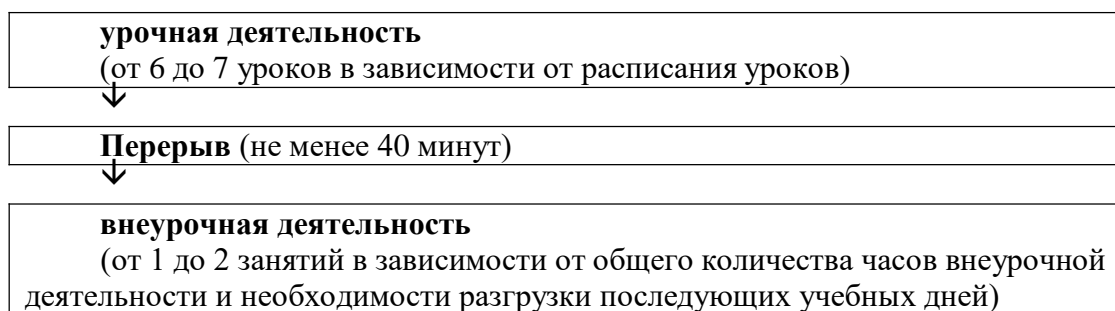 урочная деятельность
(от 6 до 7 уроков в зависимости от расписания уроков)
↓
Перерыв (не менее 40 минут)
↓
внеурочная деятельность
(от 1 до 2 занятий в зависимости от общего количества часов внеурочной
деятельности и необходимости разгрузки последующих учебных дней)